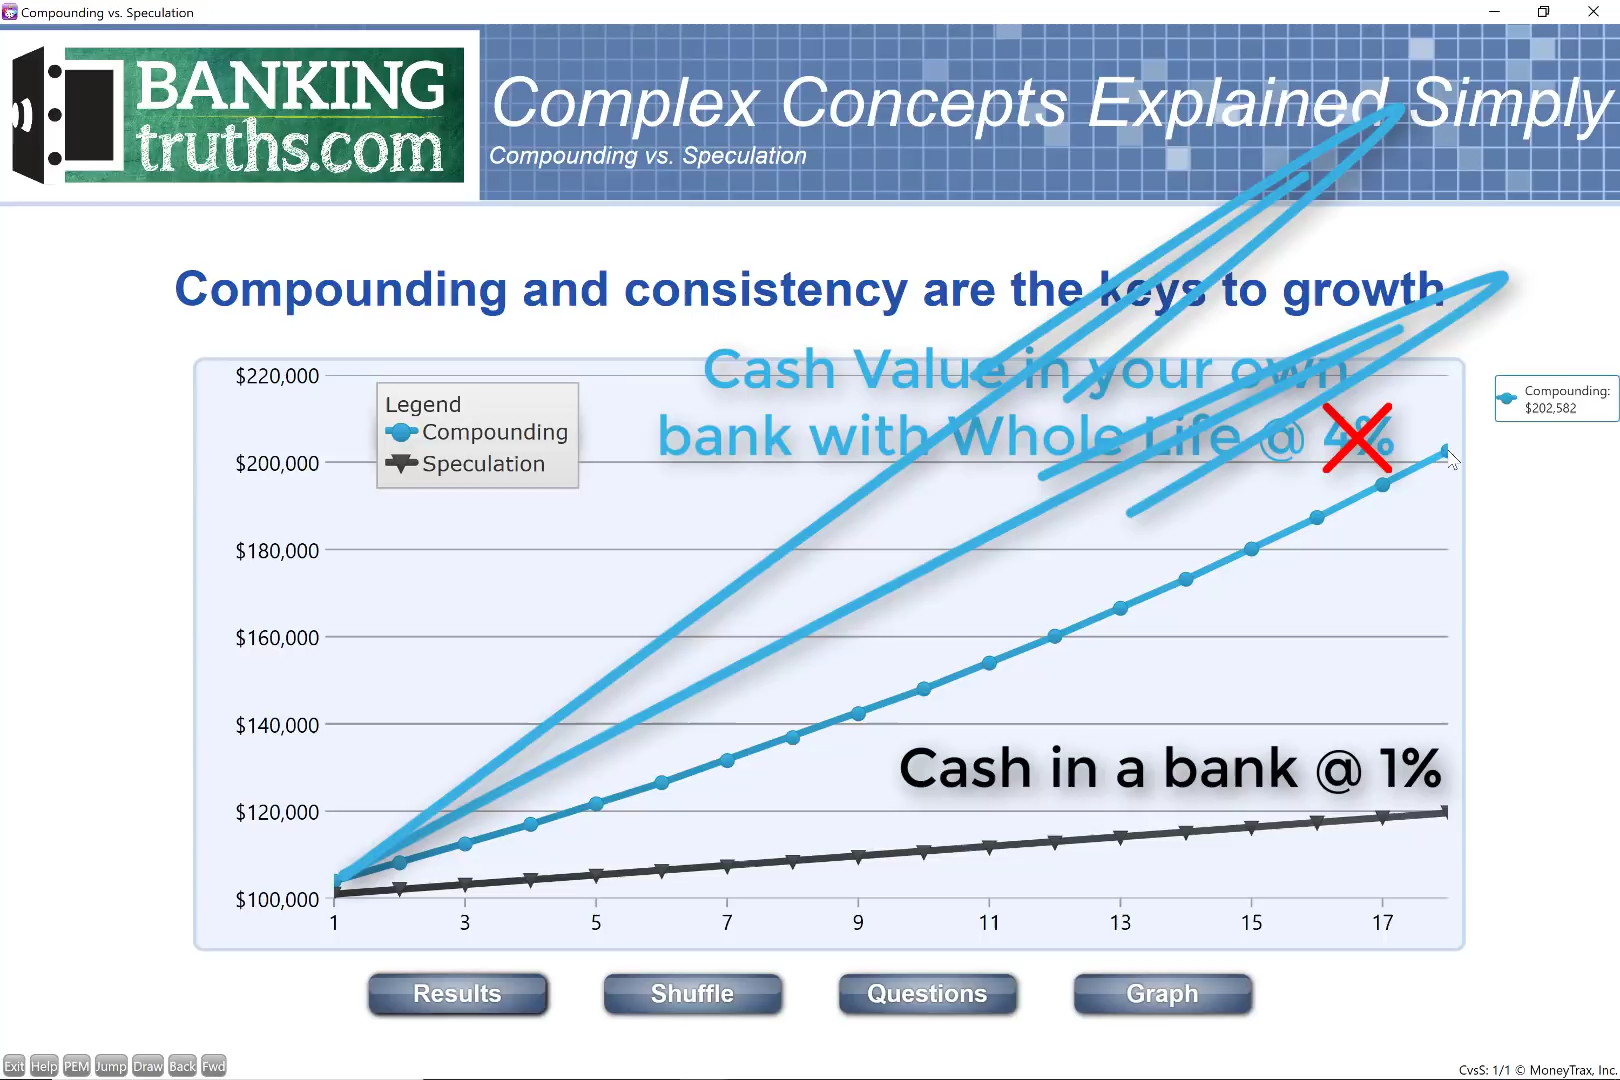 Compounding vs. Speculation
BANKING
truths.com
Complex Concepts Explained Simply
Compounding vs. Speculation
Compounding and consistency are the keys to growth
Cash Value in your own
bank with Whole Life @ 4%
Legend
Compounding
Speculation
Compounding:
$202,582
$220,000
$200,000
$180,000
$160,000
$140,000
$120,000
$100,000
Cash in a bank @ 1%
1 3 5 7 9 11 13 15 17
Results Shuffle Questions Graph
Exit Help PEM Jump Draw Back Fwd
CvsS: 1/1 © MoneyTrax, Inc.